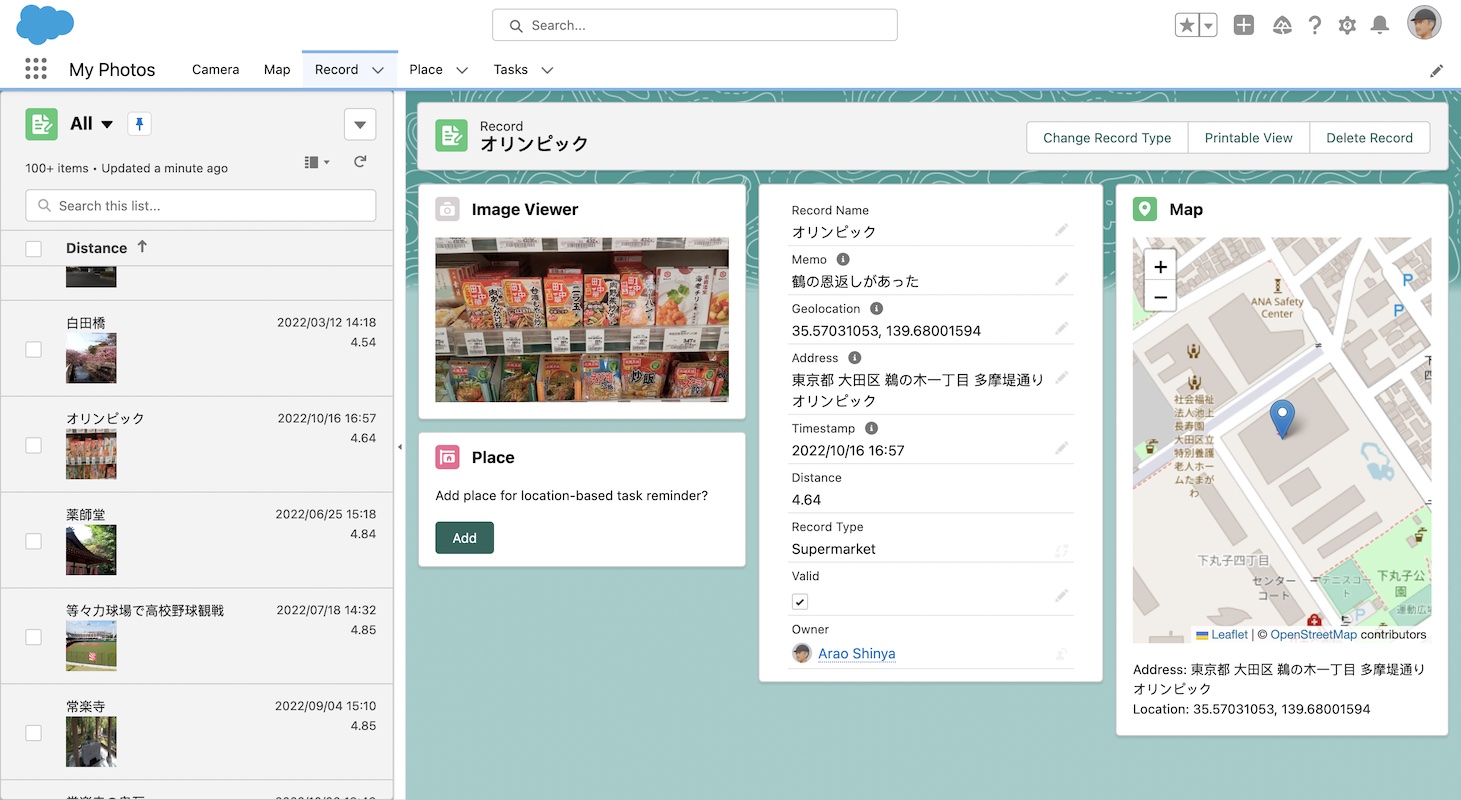 Search...
My Photos
Camera
Map
Record
Place
Tasks
All
100+ items • Updated a minute ago
Search this list...
Distance ↑
白田橋
2022/03/12 14:18
4.54
オリンピック
2022/10/16 16:57
4.64
薬師堂
2022/06/25 15:18
4.84
等々力球場で高校野球観戦
2022/07/18 14:32
4.85
常楽寺
2022/09/04 15:10
4.85
Record
オリンピック
Change Record Type
Printable View
Delete Record
Image Viewer
Place
Add place for location-based task reminder?
Add
Record Name
オリンピック
Memo
鶴の恩返しがあった
Geolocation
35.57031053, 139.68001594
Address
東京都 大田区 鵜の木一丁目 多摩堤通り
オリンピック
Timestamp
2022/10/16 16:57
Distance
4.64
Record Type
Supermarket
Valid
Owner
Arao Shinya
Map
+
−
ANA Safety
Center
P
P
社会福祉
法人池上
長寿園
大田区立
特別養護
老人ホー
ムたまが
わ
下丸子四丁目
センター
コート
テニスコー
ト
下丸子公
園
運動広
P
Leaflet | © OpenStreetMap contributors
Address: 東京都 大田区 鵜の木一丁目 多摩堤通り
オリンピック
Location: 35.57031053, 139.68001594